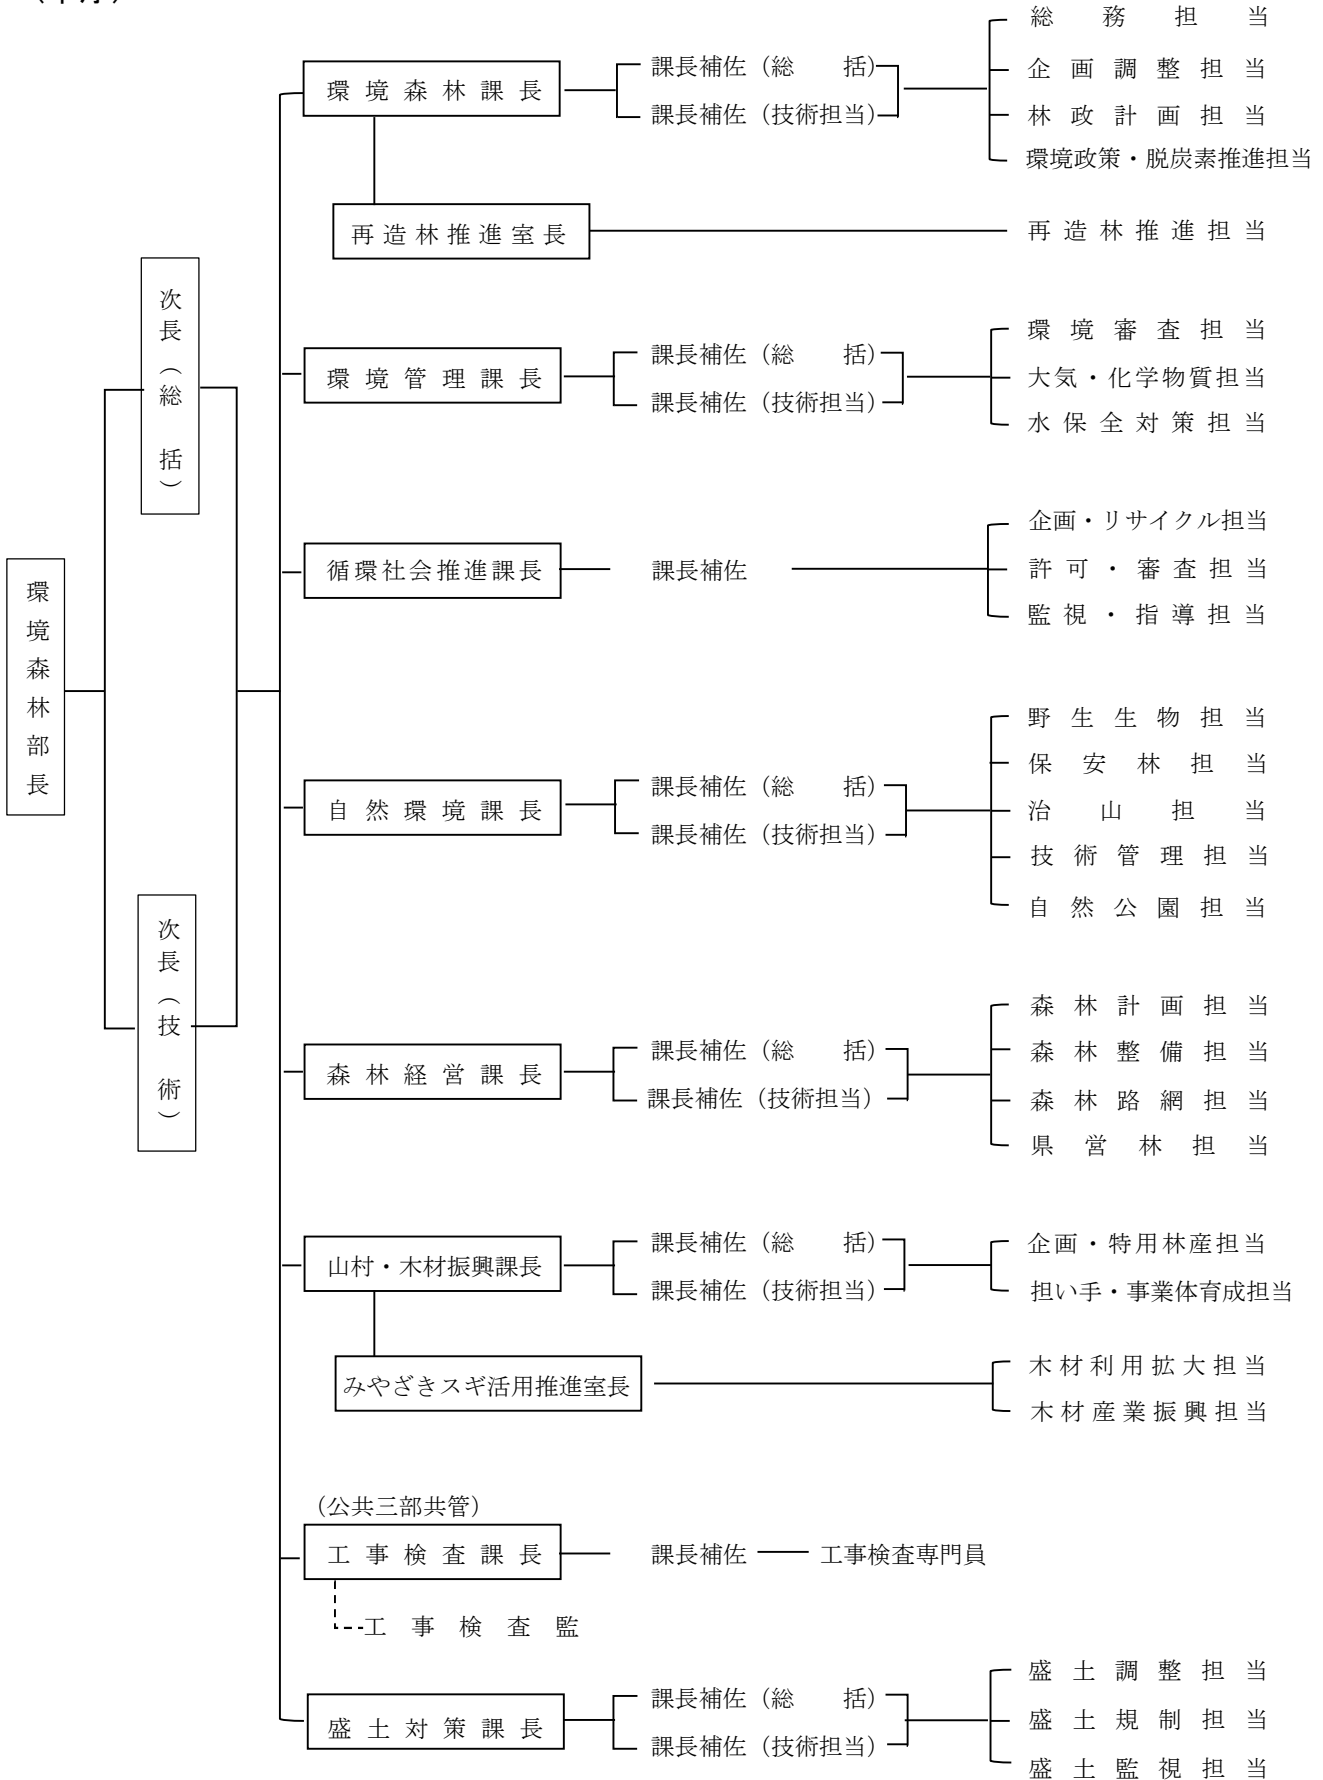 環境森林部長
次長（総　括）
次長（技　術）
環境森林課長
課長補佐（総　　括）
課長補佐（技術担当）
総務担当
企画調整担当
林政計画担当
環境政策・脱炭素推進担当
再造林推進室長
再造林推進担当
環境管理課長
課長補佐（総　　括）
課長補佐（技術担当）
環境審査担当
大気・化学物質担当
水保全対策担当
循環社会推進課長
課長補佐
企画・リサイクル担当
許可・審査担当
監視・指導担当
自然環境課長
課長補佐（総　　括）
課長補佐（技術担当）
野生生物担当
保安林担当
治山担当
技術管理担当
自然公園担当
森林経営課長
課長補佐（総　　括）
課長補佐（技術担当）
森林計画担当
森林整備担当
森林路網担当
県営林担当
山村・木材振興課長
課長補佐（総　　括）
課長補佐（技術担当）
企画・特用林産担当
担い手・事業体育成担当
みやざきスギ活用推進室長
木材利用拡大担当
木材産業振興担当
（公共三部共管）
工事検査課長
課長補佐
工事検査専門員
工事検査監
盛土対策課長
課長補佐（総　　括）
課長補佐（技術担当）
盛土調整担当
盛土規制担当
盛土監視担当